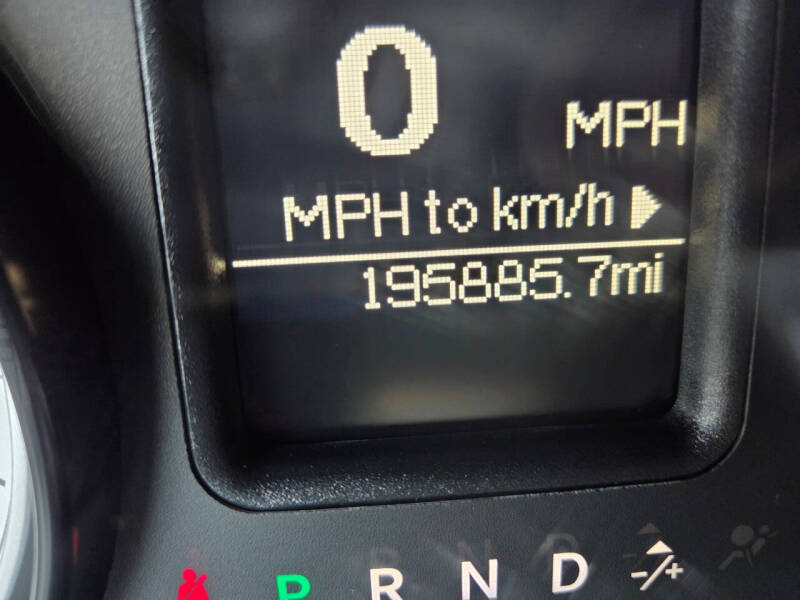 0
MPH
MPH to km/h ▶
195885.7mi
P R N D -/+